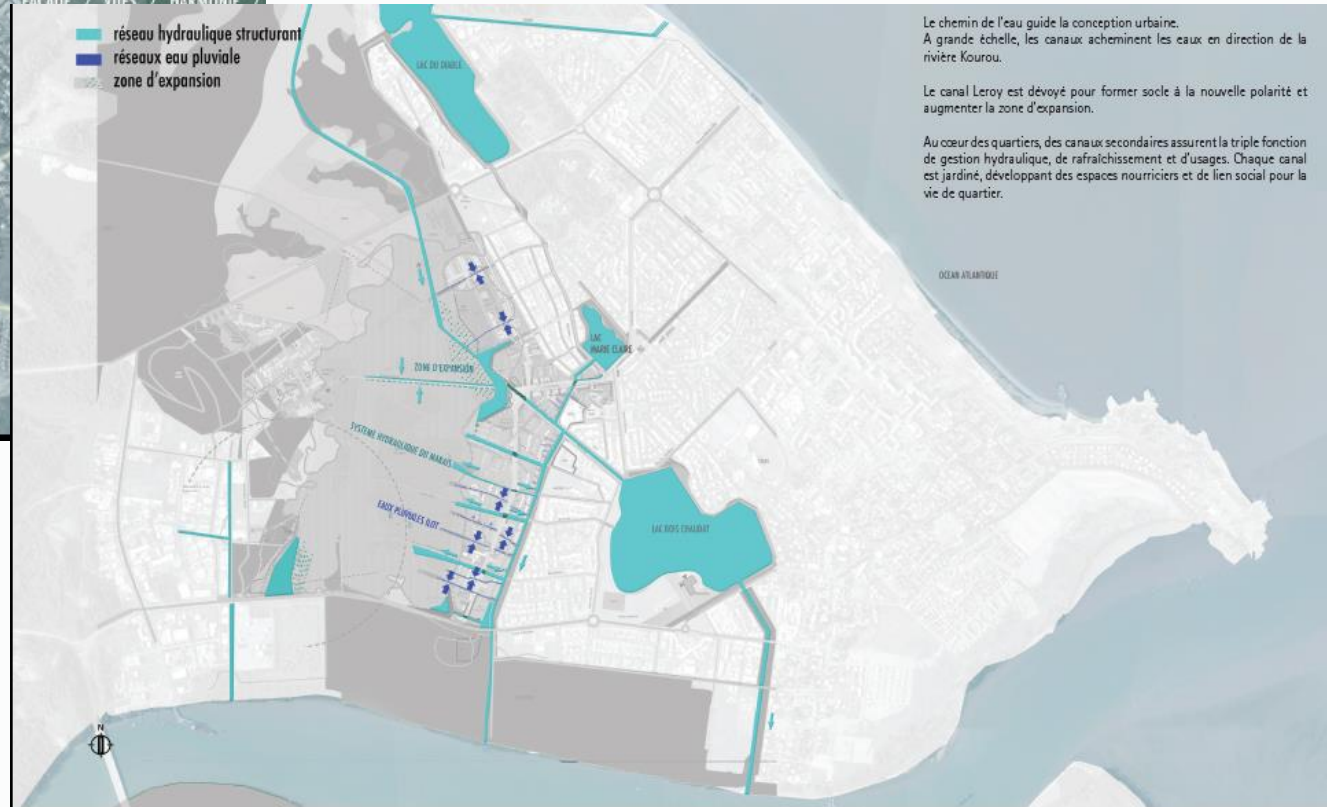 réseau hydraulique structurant
réseaux eau pluviale
zone d'expansion
Le chemin de l'eau guide la conception urbaine.
A grande échelle, les canaux acheminent les eaux en direction de la
rivière Kourou.
Le canal Leroy est dévoyé pour former socle à la nouvelle polarité et
augmenter la zone d'expansion.
Au cœur des quartiers, des canaux secondaires assurent la triple fonction
de gestion hydraulique, de rafraîchissement et d'usages. Chaque canal
est jardiné, développant des espaces nourriciers et de lien social pour la
vie de quartier.
LAC DU DIABLE
OCEAN ATLANTIQUE
LAC
MARIE CLAIRE
ZONE D'EXPANSION
SYSTEME HYDRAULIQUE DU MARAIS
EAUX PLUVIALES ILOT
LAC BOIS CHAUDAT
N